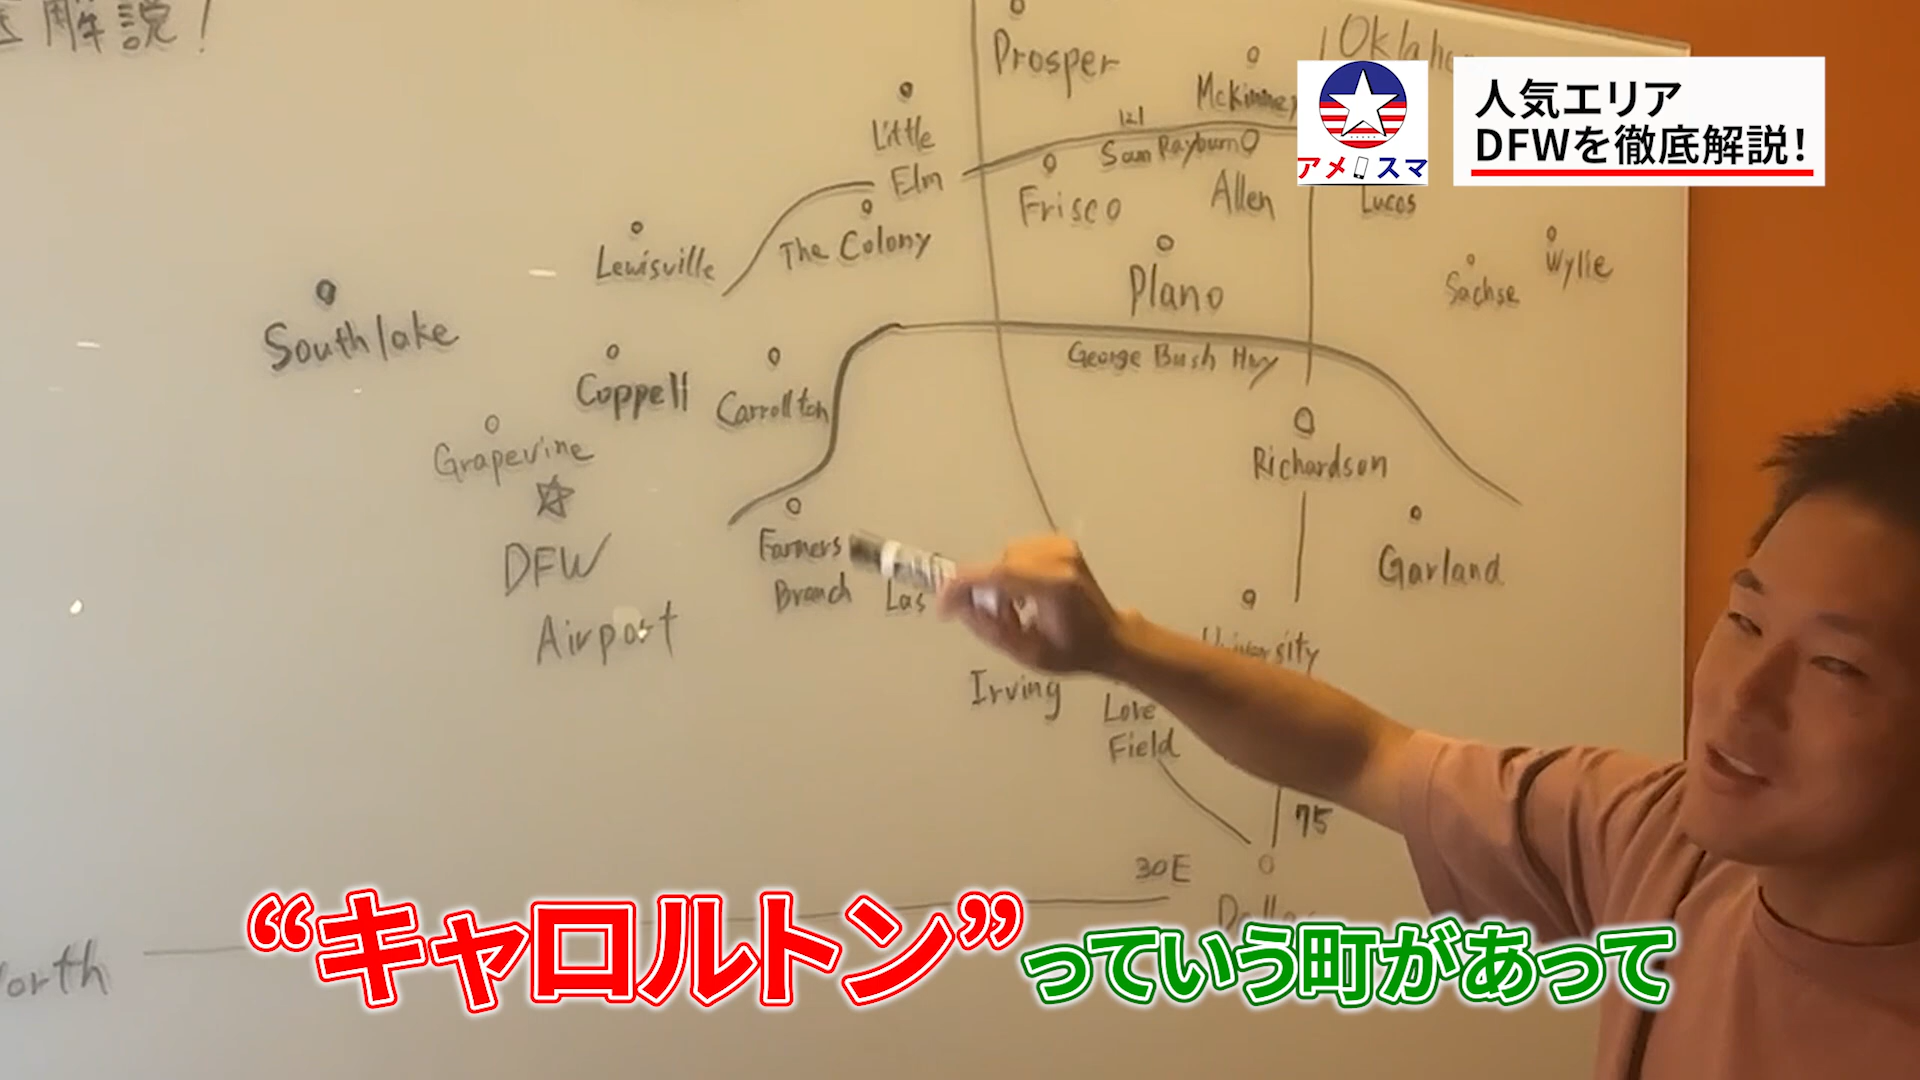 解説!
Oklaho
人気エリア
DFWを徹底解説!
アメスマ
Prosper
Mckinney
121
Little
Elm
Sam Rayburn
Frisco
Allen
Lucas
The Colony
Lewisville
Plano
Sachse
Wylie
Southlake
George Bush Hwy
Coppell
Carrollton
Grapevine
Richardson
DFW
Airport
Farmers
Branch
Las
Garland
University
Irving
Love
Field
75
30E
“キャロルトン”っていう町があって
orth